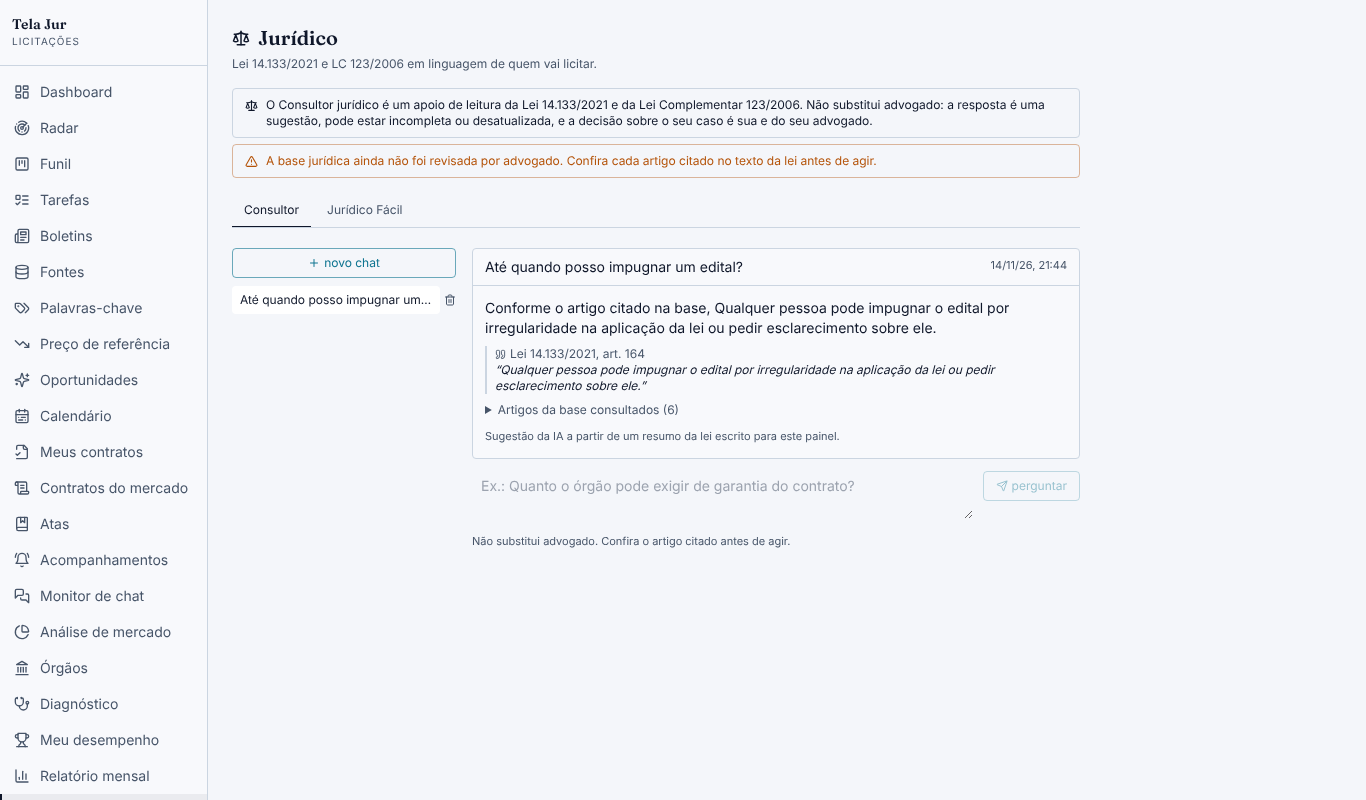 Tela Jur
LICITAÇÕES
Dashboard
Radar
Funil
Tarefas
Boletins
Fontes
Palavras-chave
Preço de referência
Oportunidades
Calendário
Meus contratos
Contratos do mercado
Atas
Acompanhamentos
Monitor de chat
Análise de mercado
Órgãos
Diagnóstico
Meu desempenho
Relatório mensal
Jurídico
Lei 14.133/2021 e LC 123/2006 em linguagem de quem vai licitar.
O Consultor jurídico é um apoio de leitura da Lei 14.133/2021 e da Lei Complementar 123/2006. Não substitui advogado: a resposta é uma
sugestão, pode estar incompleta ou desatualizada, e a decisão sobre o seu caso é sua e do seu advogado.
A base jurídica ainda não foi revisada por advogado. Confira cada artigo citado no texto da lei antes de agir.
Consultor
Jurídico Fácil
+ novo chat
Até quando posso impugnar um...
Até quando posso impugnar um edital?
14/11/26, 21:44
Conforme o artigo citado na base, Qualquer pessoa pode impugnar o edital por
irregularidade na aplicação da lei ou pedir esclarecimento sobre ele.
Lei 14.133/2021, art. 164
“Qualquer pessoa pode impugnar o edital por irregularidade na aplicação da lei ou pedir
esclarecimento sobre ele.”
Artigos da base consultados (6)
Sugestão da IA a partir de um resumo da lei escrito para este painel.
Ex.: Quanto o órgão pode exigir de garantia do contrato?
perguntar
Não substitui advogado. Confira o artigo citado antes de agir.